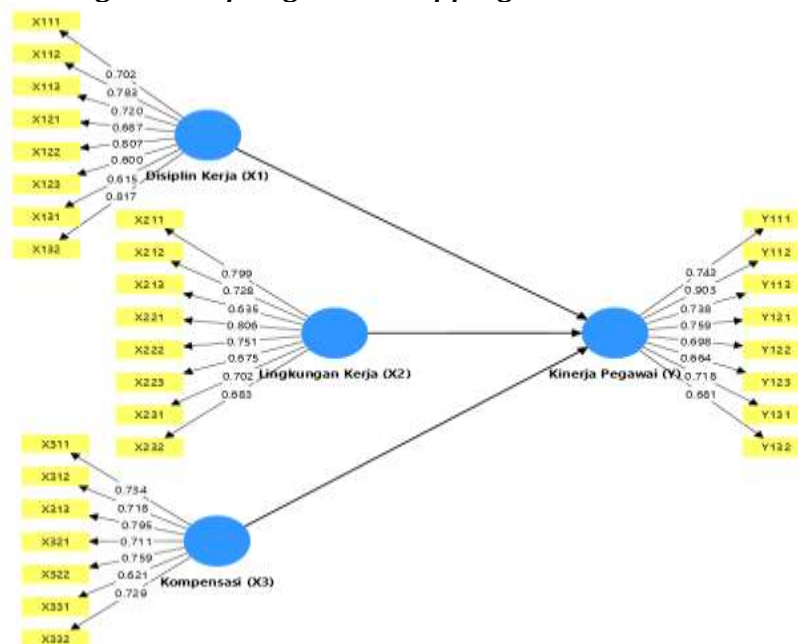 X111
X112
X113
X121
X122
X123
X131
X132
0.702
0.783
0.720
0.687
0.807
0.600
0.615
0.817
Disiplin Kerja (X1)
X211
X212
X213
X221
X222
X223
X231
X232
0.799
0.728
0.635
0.806
0.751
0.675
0.702
0.683
Lingkungan Kerja (X2)
X311
X312
X313
X321
X322
X331
X332
0.734
0.718
0.795
0.711
0.759
0.621
0.729
Kompensasi (X3)
Kinerja Pegawai (Y)
0.743
0.903
0.738
0.759
0.698
0.664
0.718
0.661
Y111
Y112
Y113
Y121
Y122
Y123
Y131
Y132